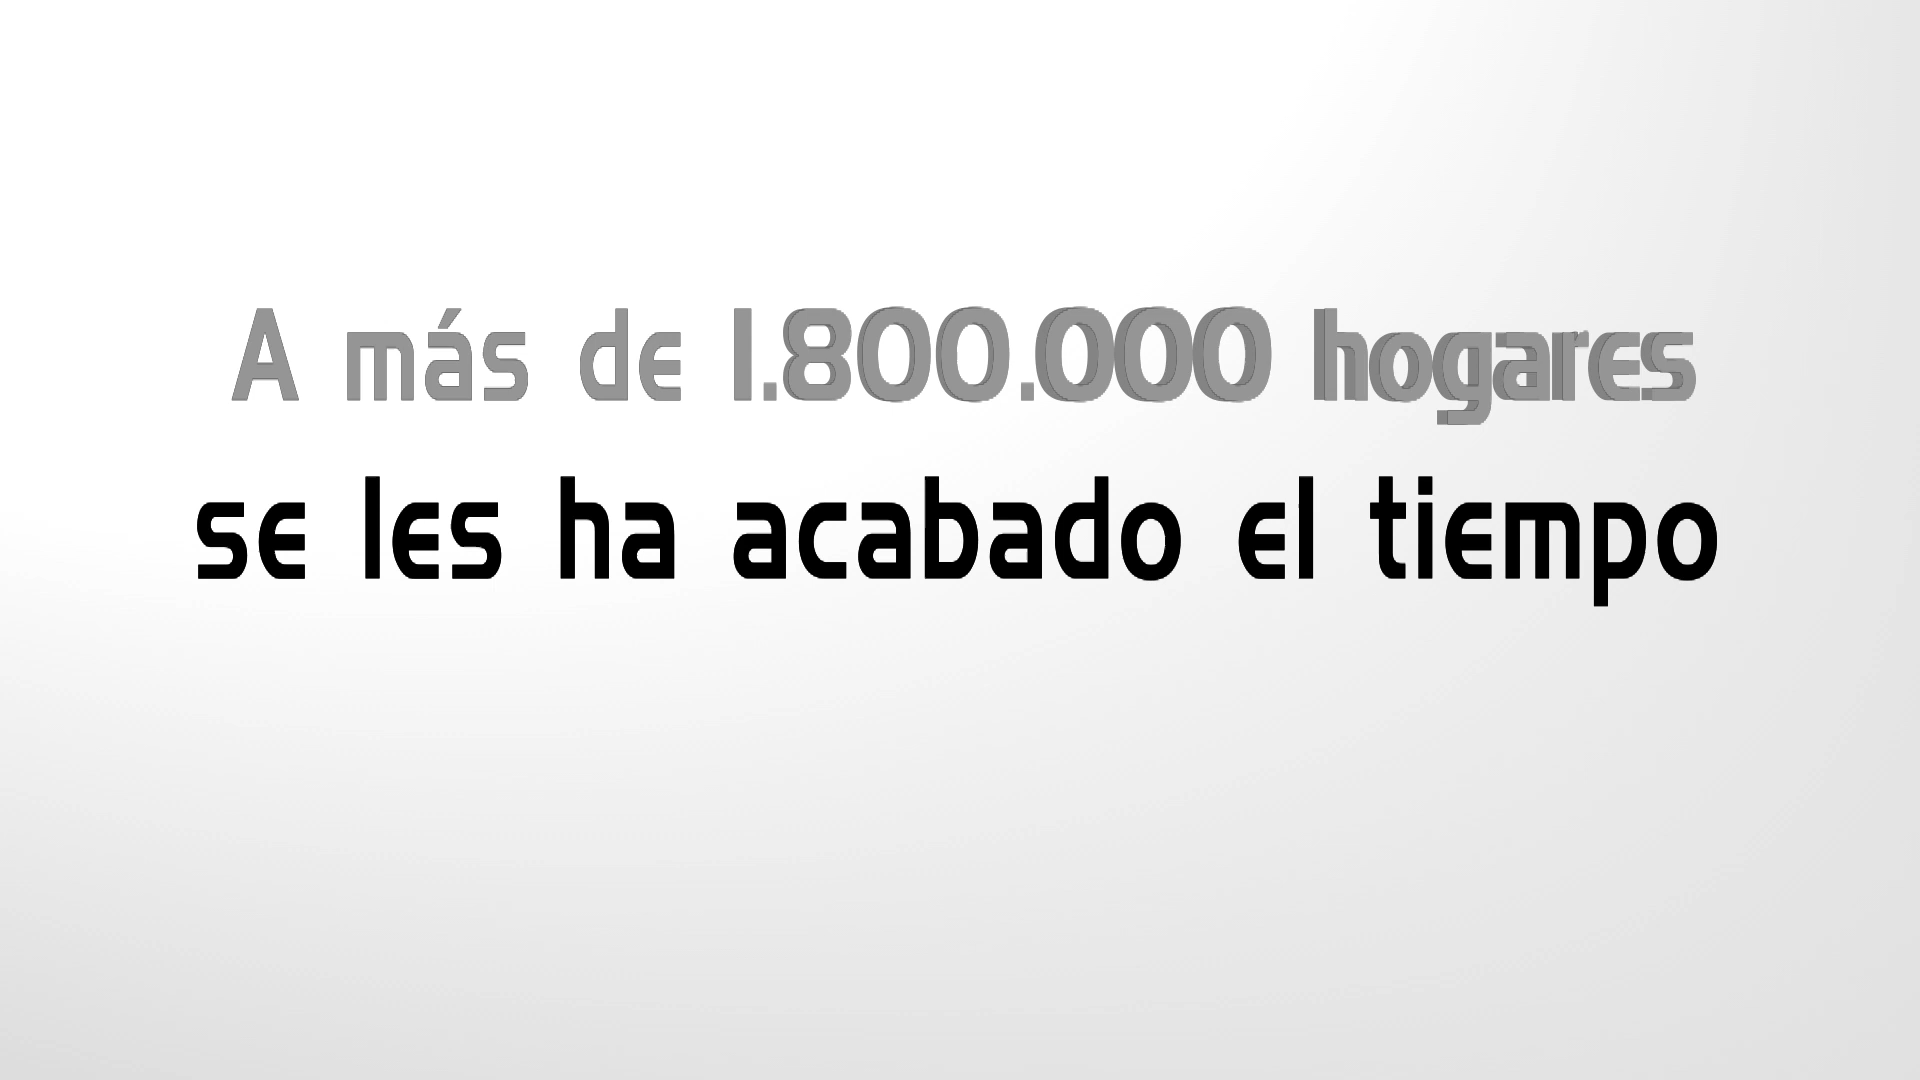 A más de 1.800.000 hogares
se les ha acabado el tiempo